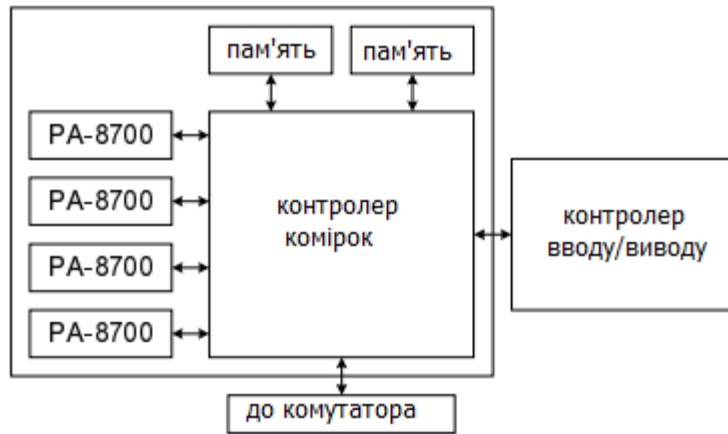 пам'ять
пам'ять
PA-8700
PA-8700
PA-8700
PA-8700
контролер
комірок
контролер
вводу/виводу
до комутатора